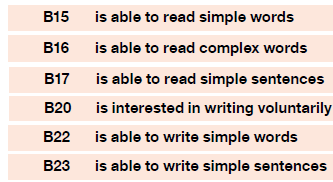 B15 is able to read simple words
B16 is able to read complex words
B17 is able to read simple sentences
B20 is interested in writing voluntarily
B22 is able to write simple words
B23 is able to write simple sentences